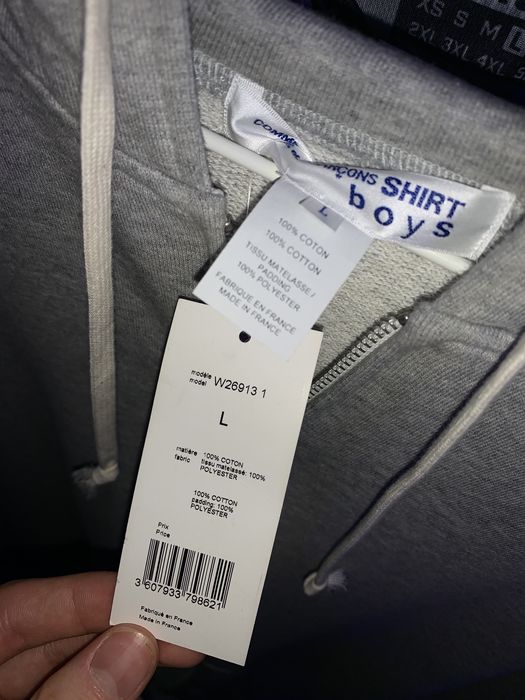 XS S M L
2XL 3XL 4XL
COMME
GARÇONS SHIRT
boys
L
100% COTON
100% COTTON
TISSU MATELASSE /
PADDING
100% POLYESTER
FABRIQUE EN FRANCE
MADE IN FRANCE
modèle
model W26913 1
L
matière 100% COTON
fabric tissu matelassé: 100%
POLYESTER
100% COTTON
padding: 100%
POLYESTER
Prix
Price
3 607933 798621
Fabriqué en France
Made in France